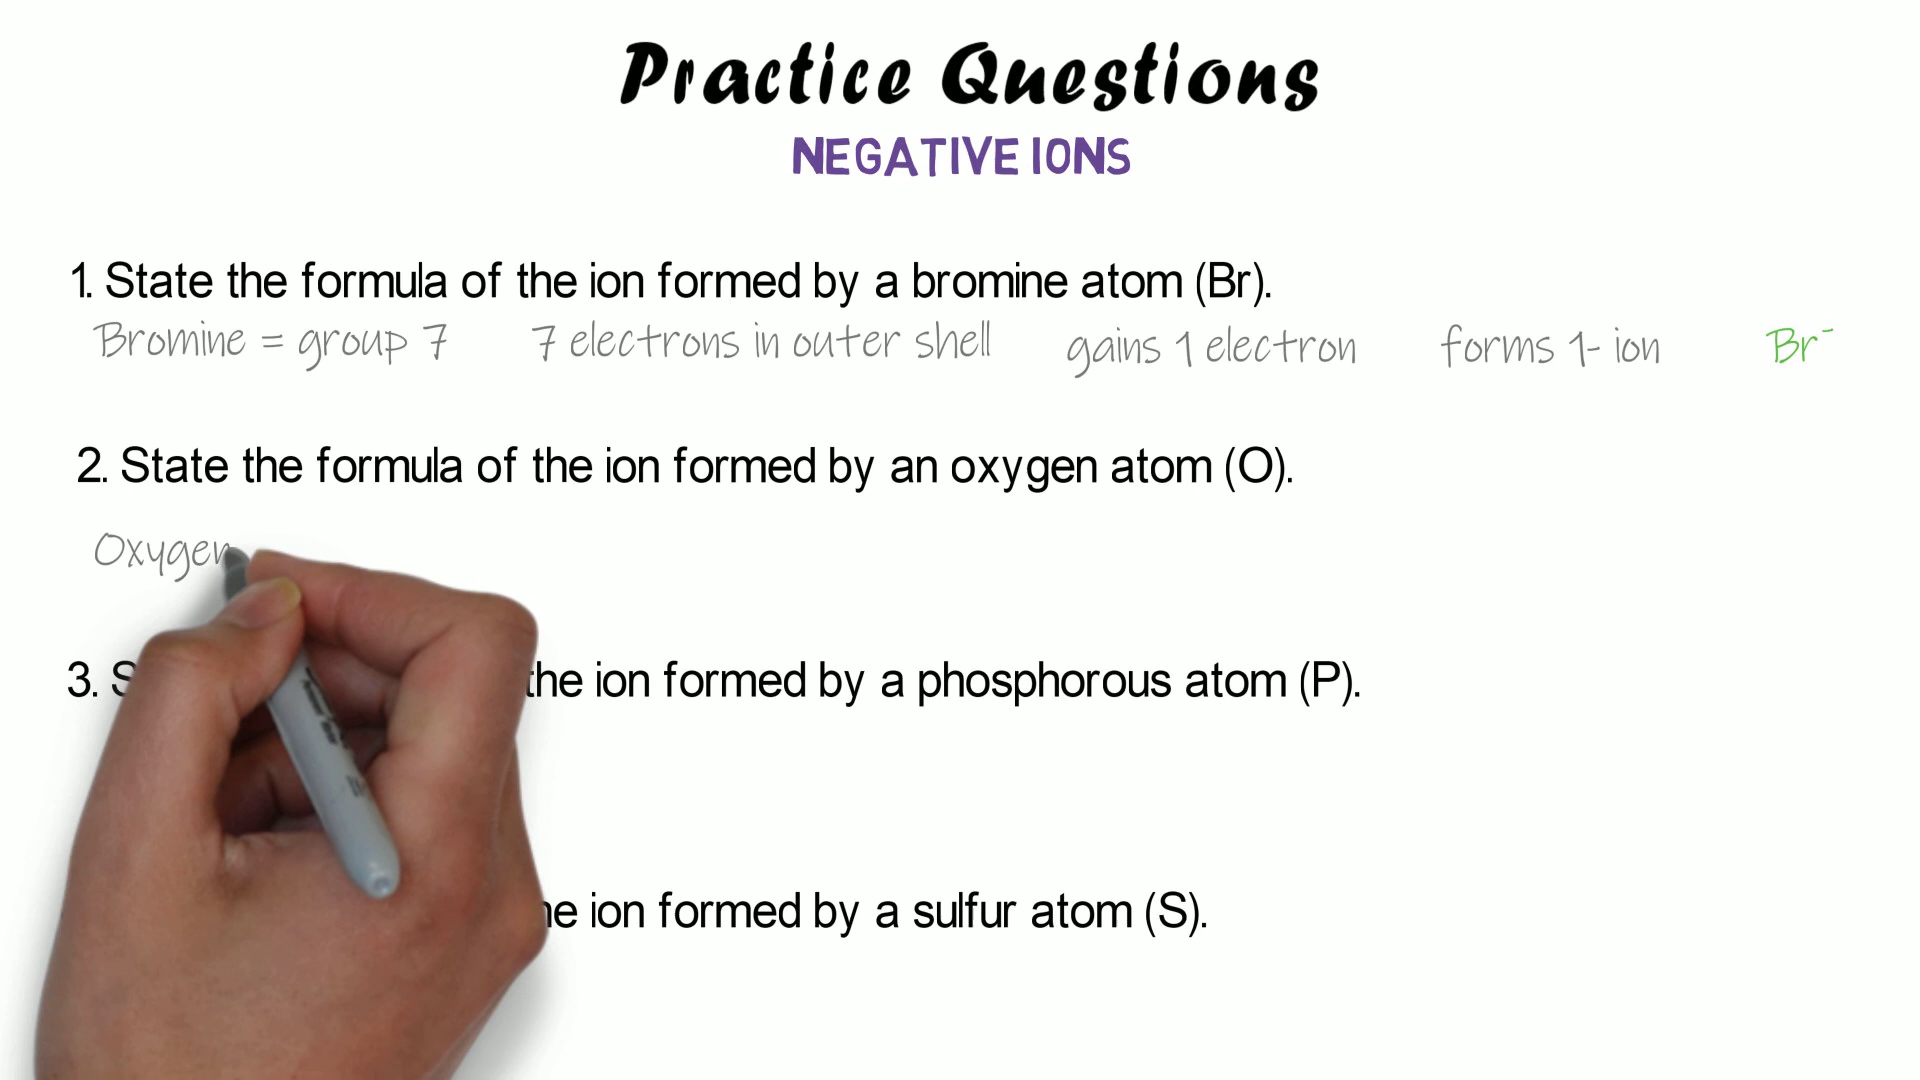 Practice Questions
NEGATIVE IONS
1. State the formula of the ion formed by a bromine atom (Br).
Bromine = group 7 7 electrons in outer shell gains 1 electron forms 1- ion Br⁻
2. State the formula of the ion formed by an oxygen atom (O).
Oxygen
3. the ion formed by a phosphorous atom (P).
ion formed by a sulfur atom (S).